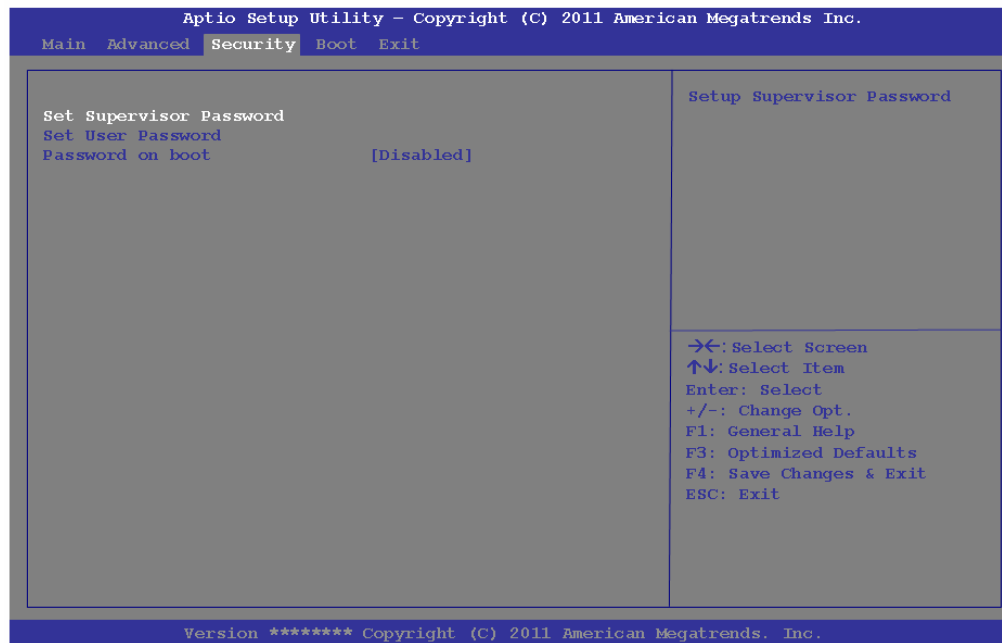 Aptio Setup Utility – Copyright (C) 2011 American Megatrends Inc.
Main Advanced Security Boot Exit
Set Supervisor Password
Set User Password
Password on boot [Disabled]
Setup Supervisor Password
→←: Select Screen
↑↓: Select Item
Enter: Select
+/-: Change Opt.
F1: General Help
F3: Optimized Defaults
F4: Save Changes & Exit
ESC: Exit
Version ******** Copyright (C) 2011 American Megatrends. Inc.